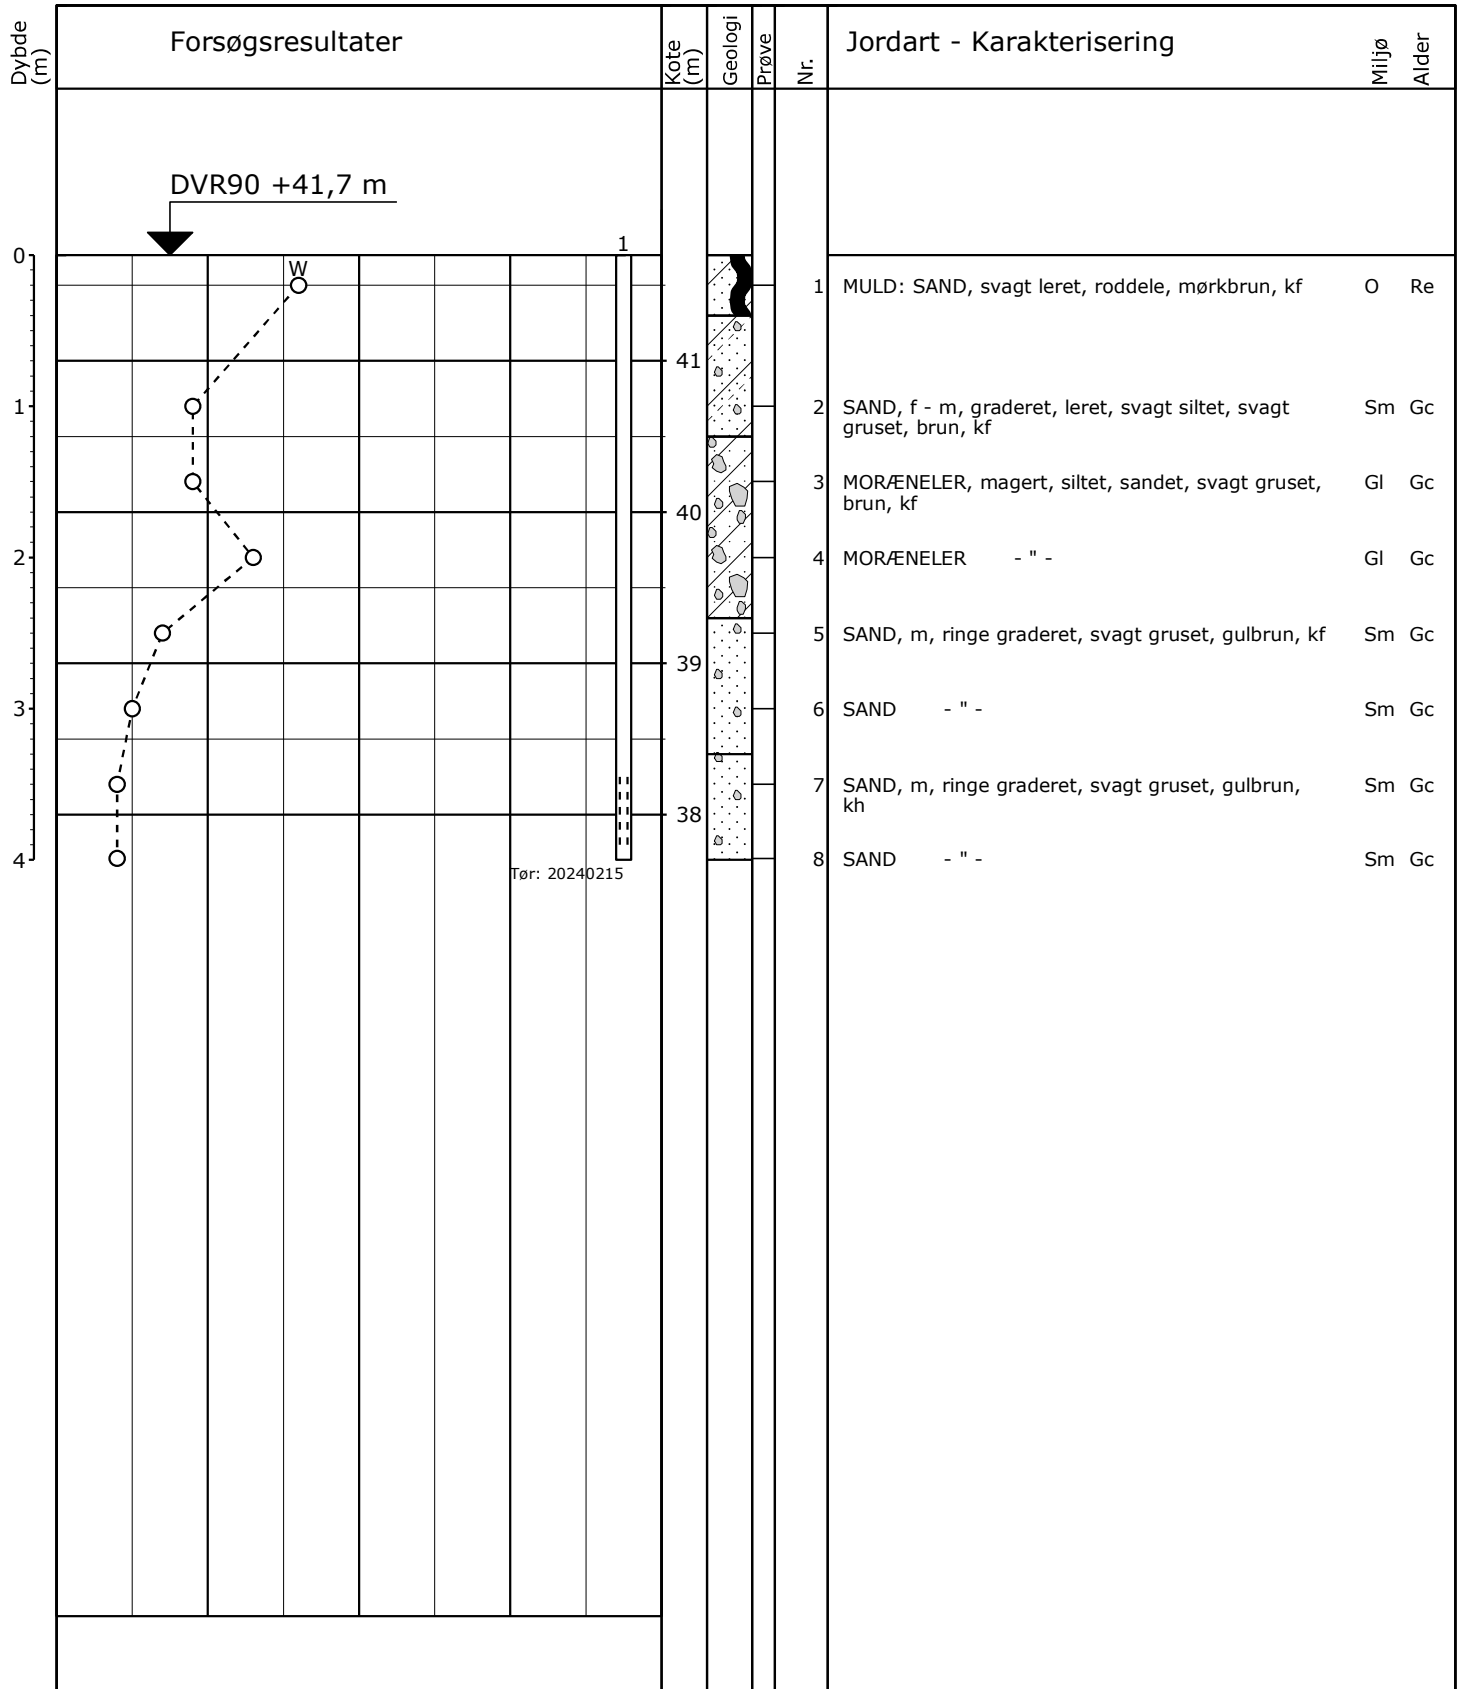 Dybde (m)
Forsøgsresultater
Kote (m)
Geologi
Prøve
Nr.
Jordart - Karakterisering
Miljø
Alder
DVR90 +41,7 m
0
1
W
1 MULD: SAND, svagt leret, roddele, mørkbrun, kf O Re
41
1
2 SAND, f - m, graderet, leret, svagt siltet, svagt Sm Gc
gruset, brun, kf
3 MORÆNELER, magert, siltet, sandet, svagt gruset, Gl Gc
brun, kf
40
2
4 MORÆNELER - " - Gl Gc
5 SAND, m, ringe graderet, svagt gruset, gulbrun, kf Sm Gc
39
3
6 SAND - " - Sm Gc
7 SAND, m, ringe graderet, svagt gruset, gulbrun, Sm Gc
kh
38
4
8 SAND - " - Sm Gc
Tør: 20240215